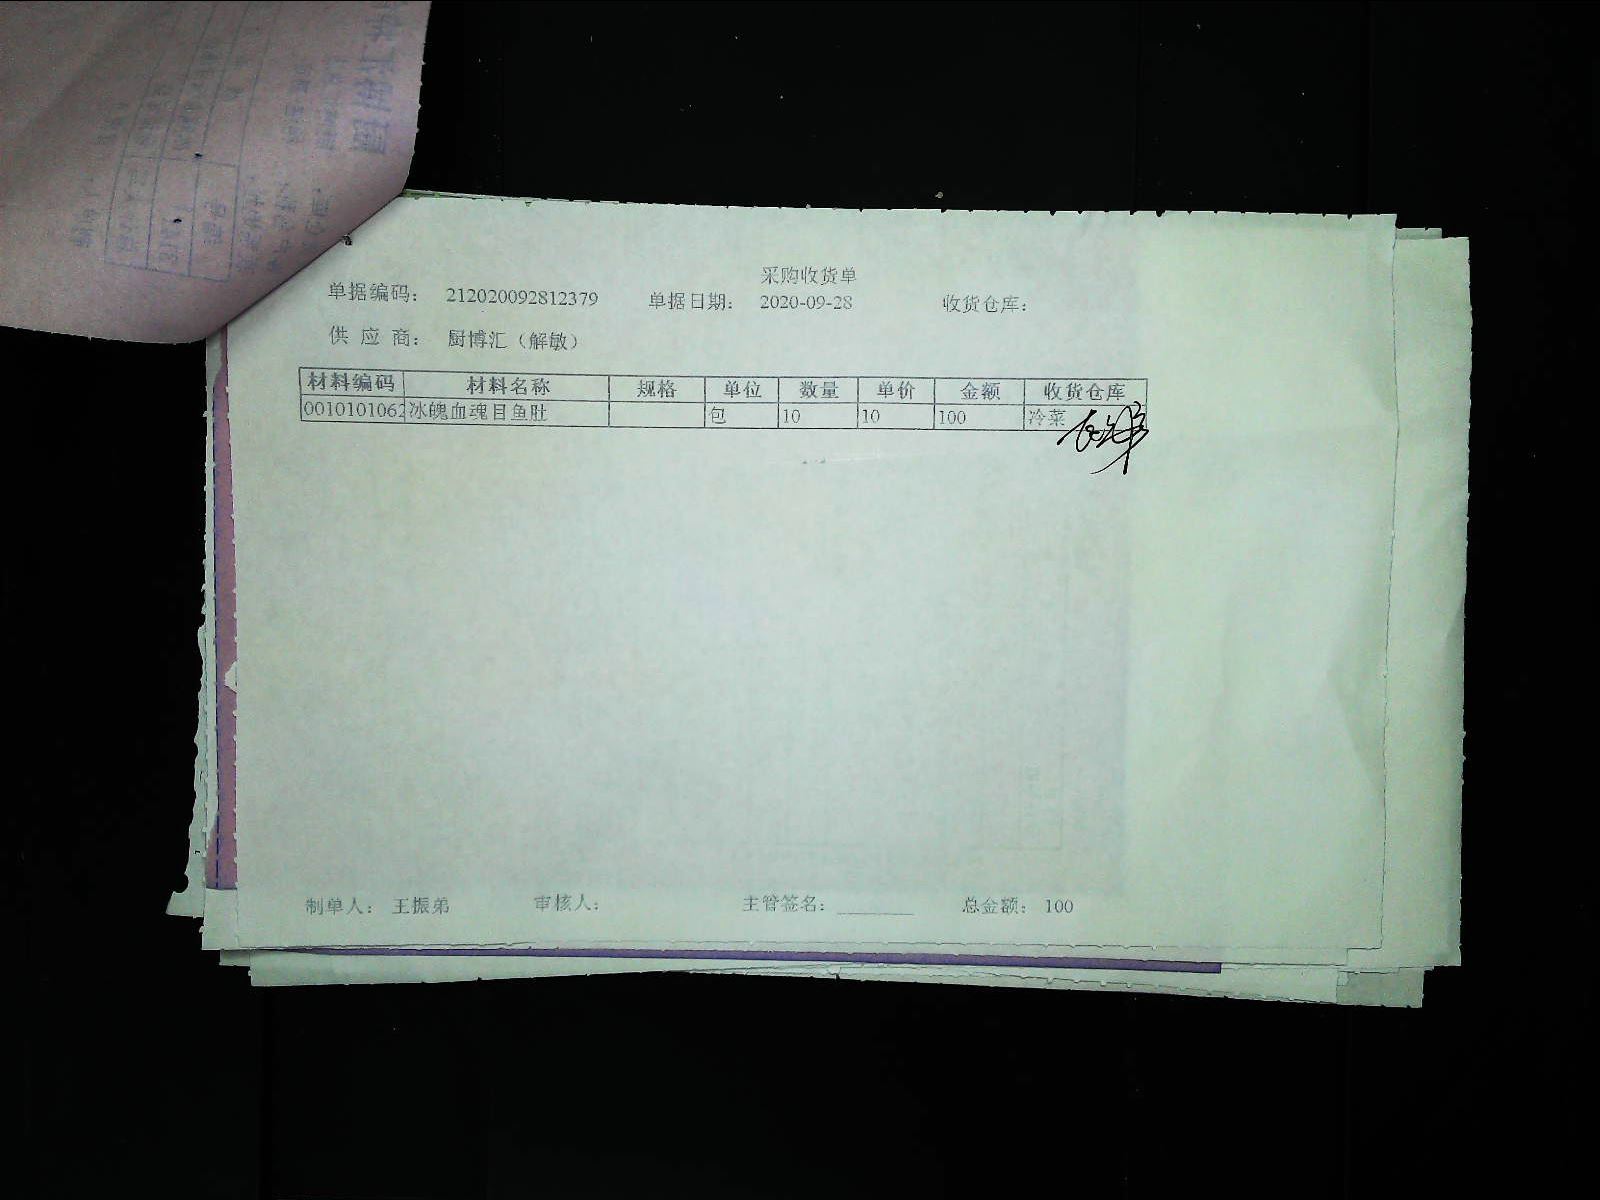 采购收货单
单据编码： 212020092812379 单据日期： 2020-09-28 收货仓库：
供 应 商： 厨博汇（解敏）
材料编码 材料名称 规格 单位 数量 单价 金额 收货仓库
0010101062 冰魄血魂目鱼肚 包 10 10 100 冷菜
制单人： 王振弟 审核人： 主管签名：________ 总金额： 100